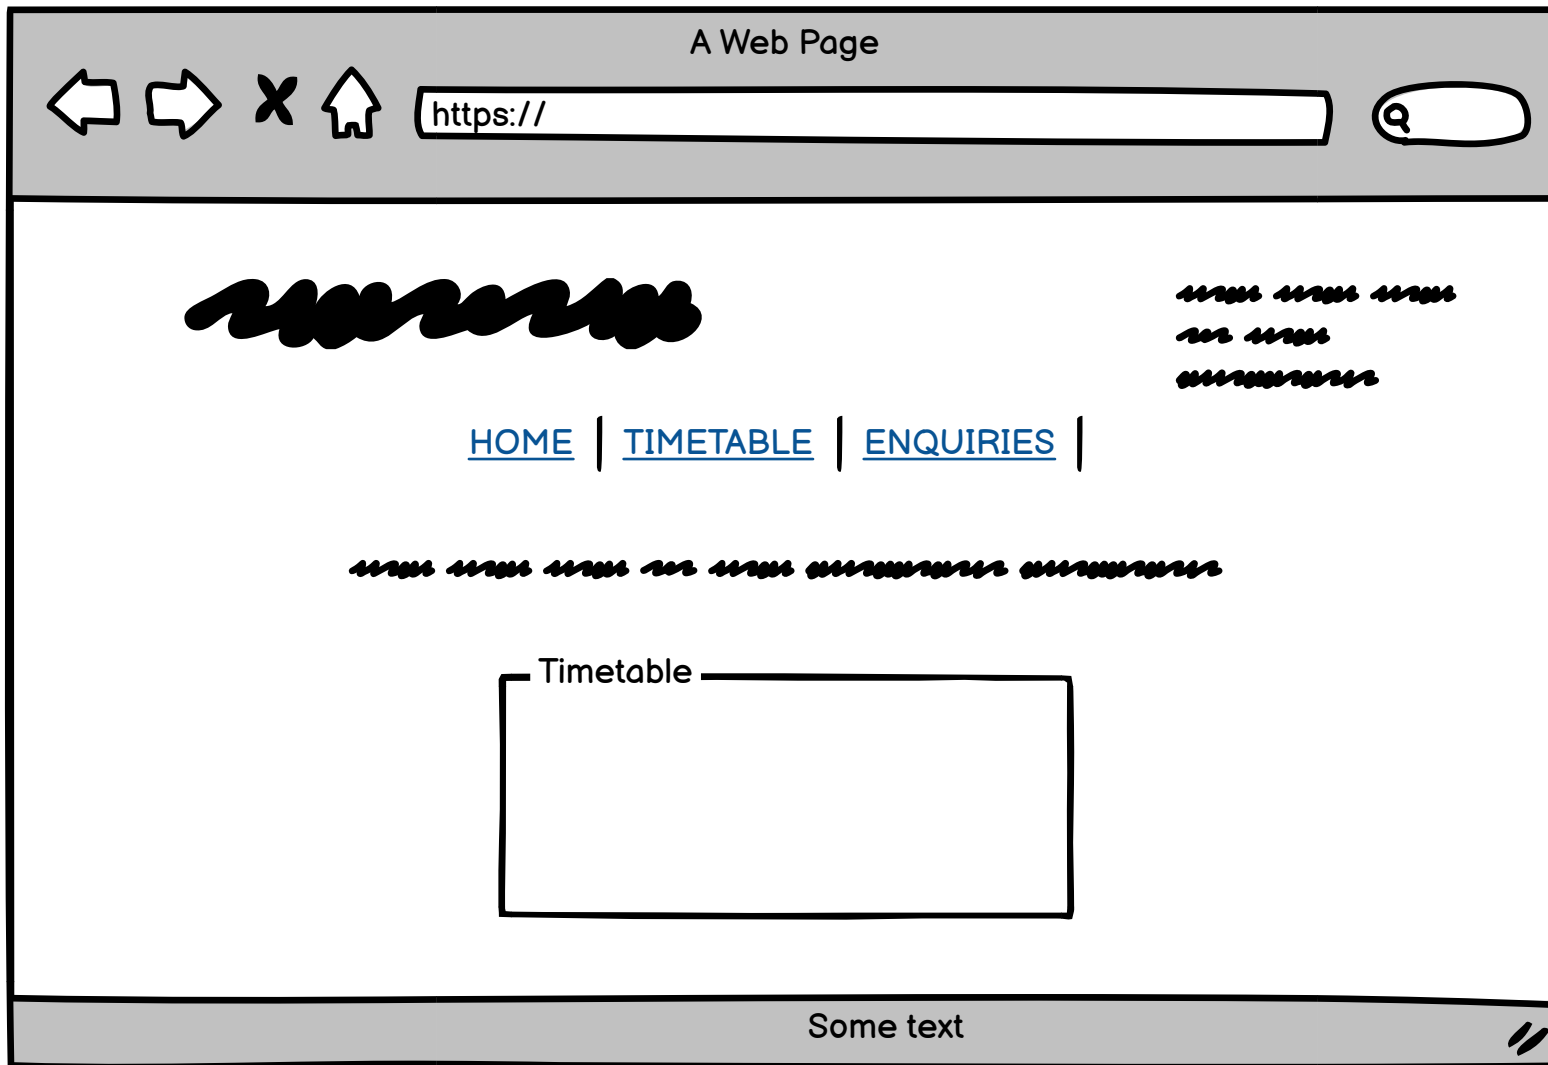 A Web Page
https://
HOME | TIMETABLE | ENQUIRIES |
Timetable
Some text